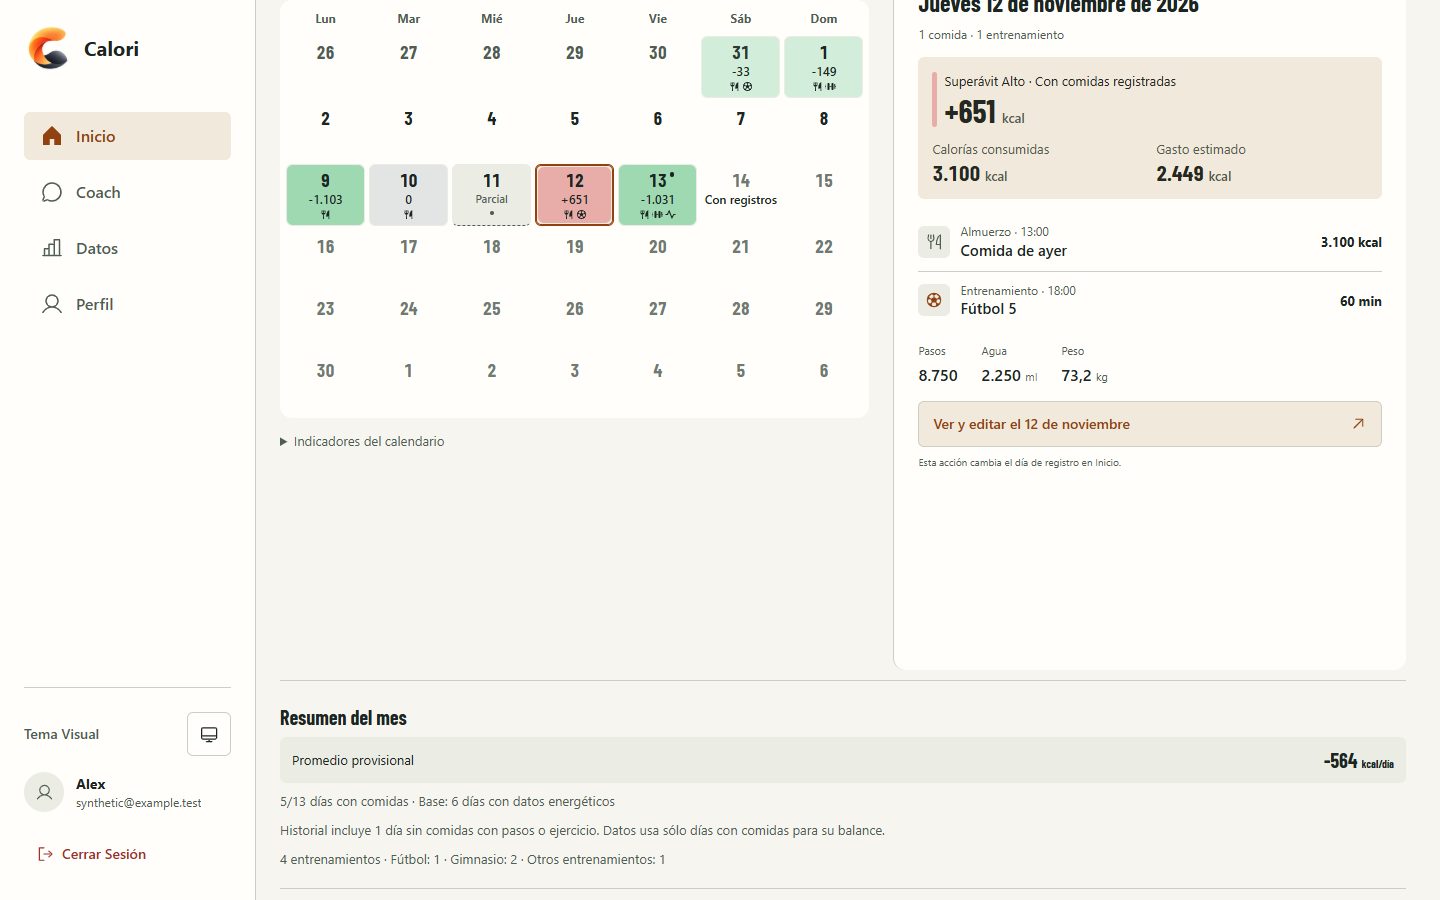 Calori
Inicio
Coach
Datos
Perfil
Tema Visual
Alex
synthetic@example.test
Cerrar Sesión
Lun Mar Mié Jue Vie Sáb Dom
26 27 28 29 30 31 1
-33 -149
2 3 4 5 6 7 8
9 10 11 12 13 14 15
-1.103 0 Parcial +651 -1.031 Con registros
16 17 18 19 20 21 22
23 24 25 26 27 28 29
30 1 2 3 4 5 6
Indicadores del calendario
Jueves 12 de noviembre de 2026
1 comida · 1 entrenamiento
Superávit Alto · Con comidas registradas
+651 kcal
Calorías consumidas Gasto estimado
3.100 kcal 2.449 kcal
Almuerzo · 13:00
Comida de ayer 3.100 kcal
Entrenamiento · 18:00
Fútbol 5 60 min
Pasos Agua Peso
8.750 2.250 ml 73,2 kg
Ver y editar el 12 de noviembre
Esta acción cambia el día de registro en Inicio.
Resumen del mes
Promedio provisional -564 kcal/día
5/13 días con comidas · Base: 6 días con datos energéticos
Historial incluye 1 día sin comidas con pasos o ejercicio. Datos usa sólo días con comidas para su balance.
4 entrenamientos · Fútbol: 1 · Gimnasio: 2 · Otros entrenamientos: 1